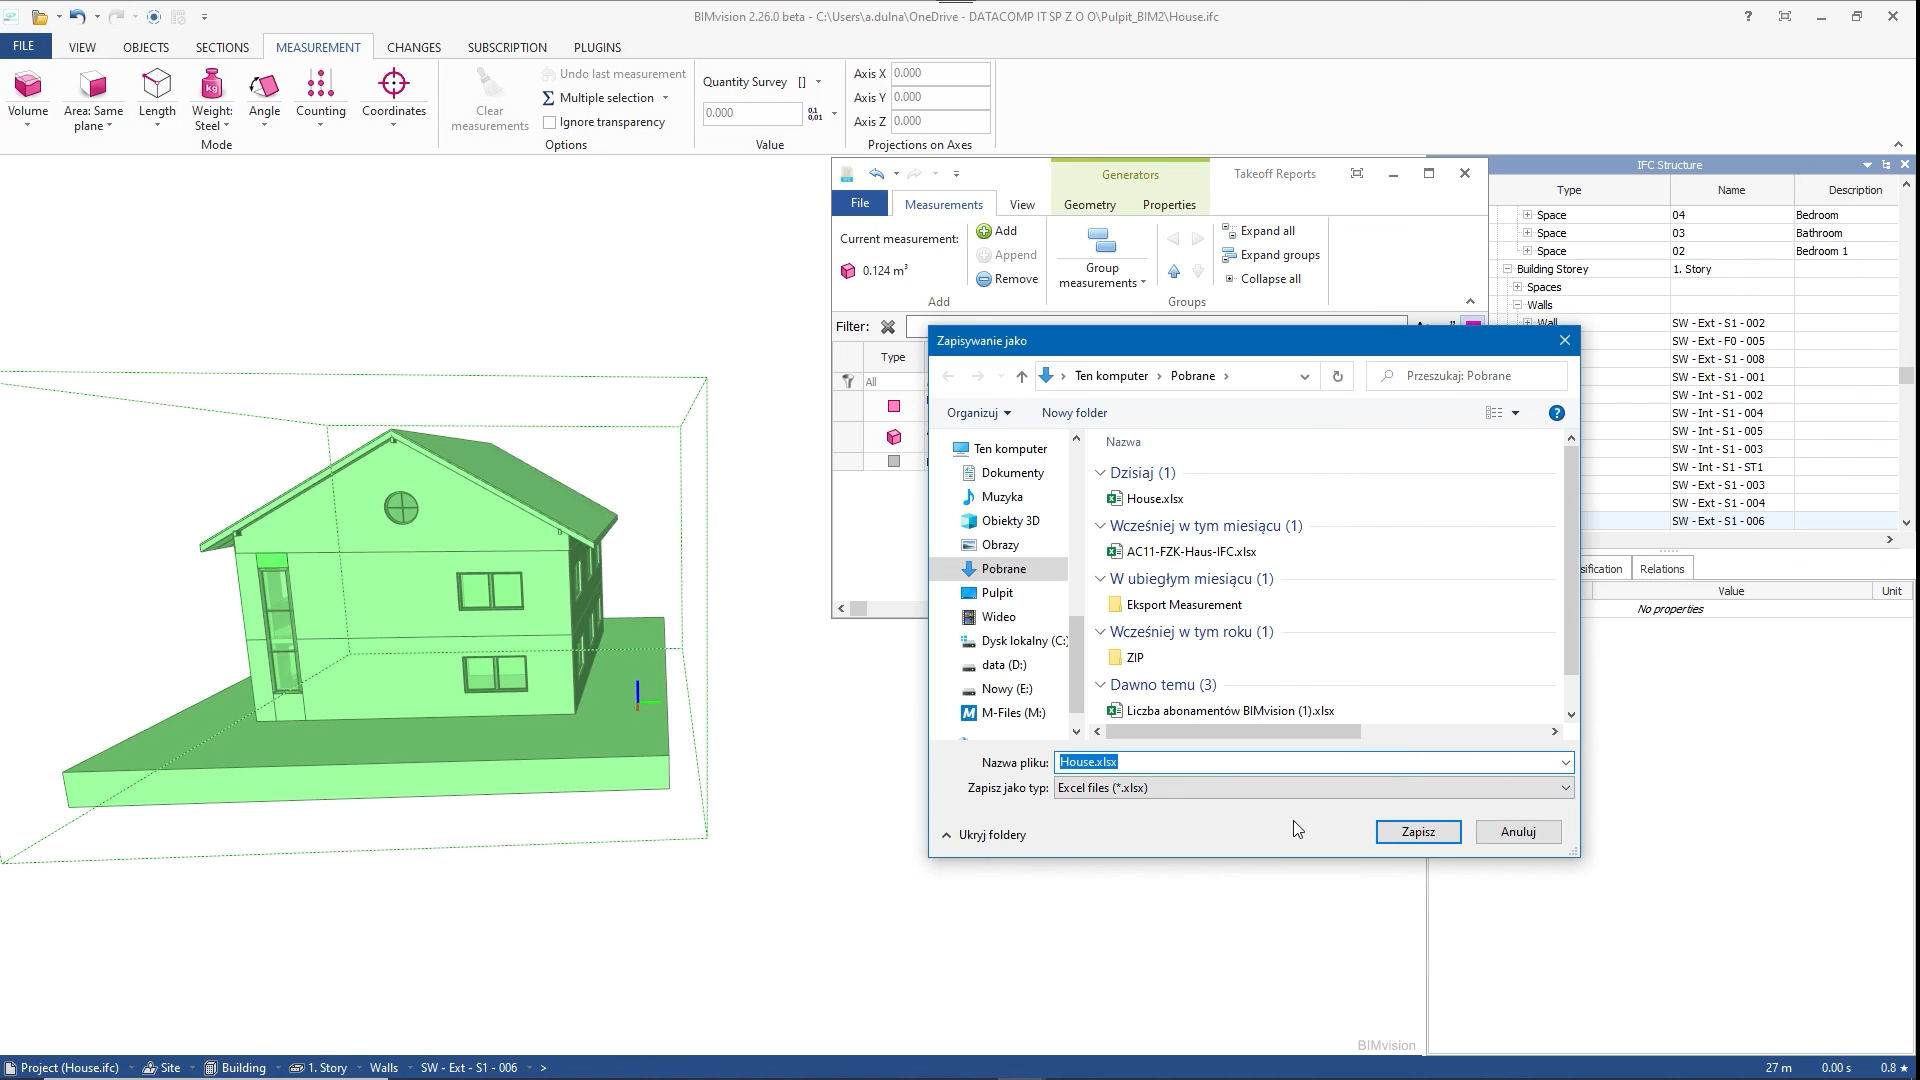 BIMvision 2.26.0 beta - C:\Users\a.dulna\OneDrive - DATACOMP IT SP Z O O\Pulpit_BIM2\House.ifc
FILE
VIEW
OBJECTS
SECTIONS
MEASUREMENT
CHANGES
SUBSCRIPTION
PLUGINS
Volume
Area: Same
plane
Length
kg
Weight:
Steel
Angle
Counting
Coordinates
Mode
Clear
measurements
Undo last measurement
Multiple selection
Ignore transparency
Options
Quantity Survey []
0.000
0,1
0,01
Value
Axis X 0.000
Axis Y 0.000
Axis Z 0.000
Projections on Axes
Generators
Takeoff Reports
File
Measurements
View
Geometry
Properties
Current measurement:
0.124 m³
Add
Append
Remove
Add
Group
measurements
Expand all
Expand groups
Collapse all
Groups
Filter:
Type
All
IFC Structure
Type Name Description
Space 04 Bedroom
Space 03 Bathroom
Space 02 Bedroom 1
Building Storey 1. Story
Spaces
Walls
Wall SW - Ext - S1 - 002
SW - Ext - F0 - 005
SW - Ext - S1 - 008
SW - Ext - S1 - 001
SW - Int - S1 - 002
SW - Int - S1 - 004
SW - Int - S1 - 005
SW - Int - S1 - 003
SW - Int - S1 - ST1
SW - Ext - S1 - 003
SW - Ext - S1 - 004
SW - Ext - S1 - 006
sification
Relations
Value Unit
No properties
Zapisywanie jako
Ten komputer
Pobrane
Przeszukaj: Pobrane
Organizuj
Nowy folder
Ten komputer
Dokumenty
Muzyka
Obiekty 3D
Obrazy
Pobrane
Pulpit
Wideo
Dysk lokalny (C:)
data (D:)
Nowy (E:)
M-Files (M:)
Nazwa
Dzisiaj (1)
House.xlsx
Wcześniej w tym miesiącu (1)
AC11-FZK-Haus-IFC.xlsx
W ubiegłym miesiącu (1)
Eksport Measurement
Wcześniej w tym roku (1)
ZIP
Dawno temu (3)
Liczba abonamentów BIMvision (1).xlsx
Nazwa pliku: House.xlsx
Zapisz jako typ: Excel files (*.xlsx)
Ukryj foldery
Zapisz
Anuluj
BIMvision
Project (House.ifc)
Site
Building
1. Story
Walls
SW - Ext - S1 - 006 >
27 m
0.00 s
0.8 ★